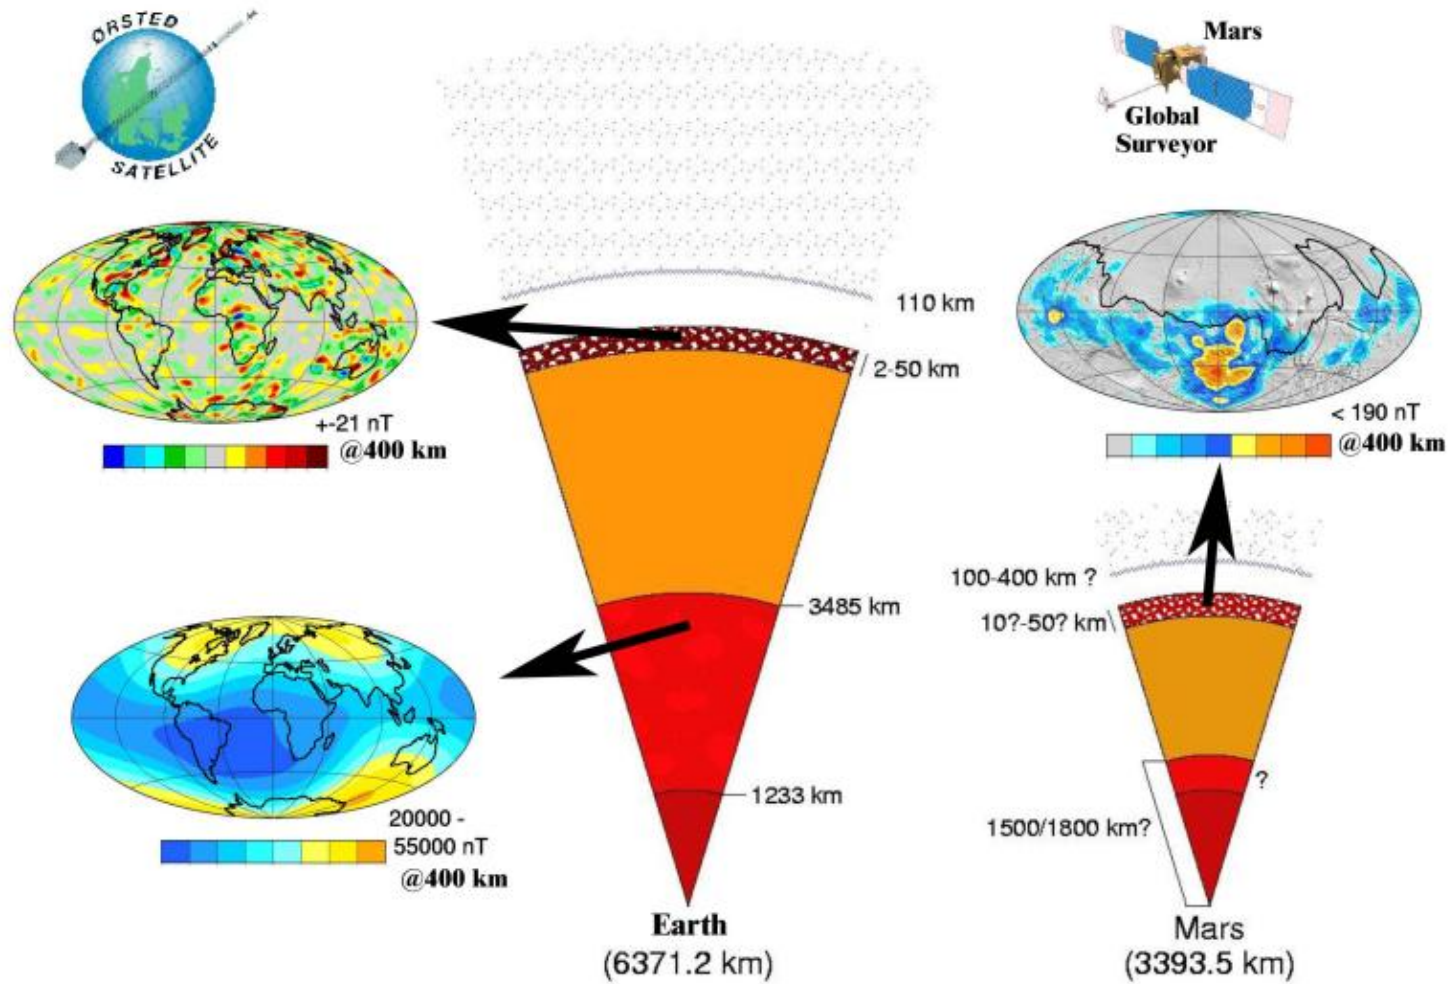 ØRSTED
SATELLITE
Mars
Global
Surveyor
110 km
2-50 km
+-21 nT
@400 km
< 190 nT
@400 km
100-400 km ?
10?-50? km
3485 km
1233 km
?
1500/1800 km?
20000 -
55000 nT
@400 km
Earth
(6371.2 km)
Mars
(3393.5 km)